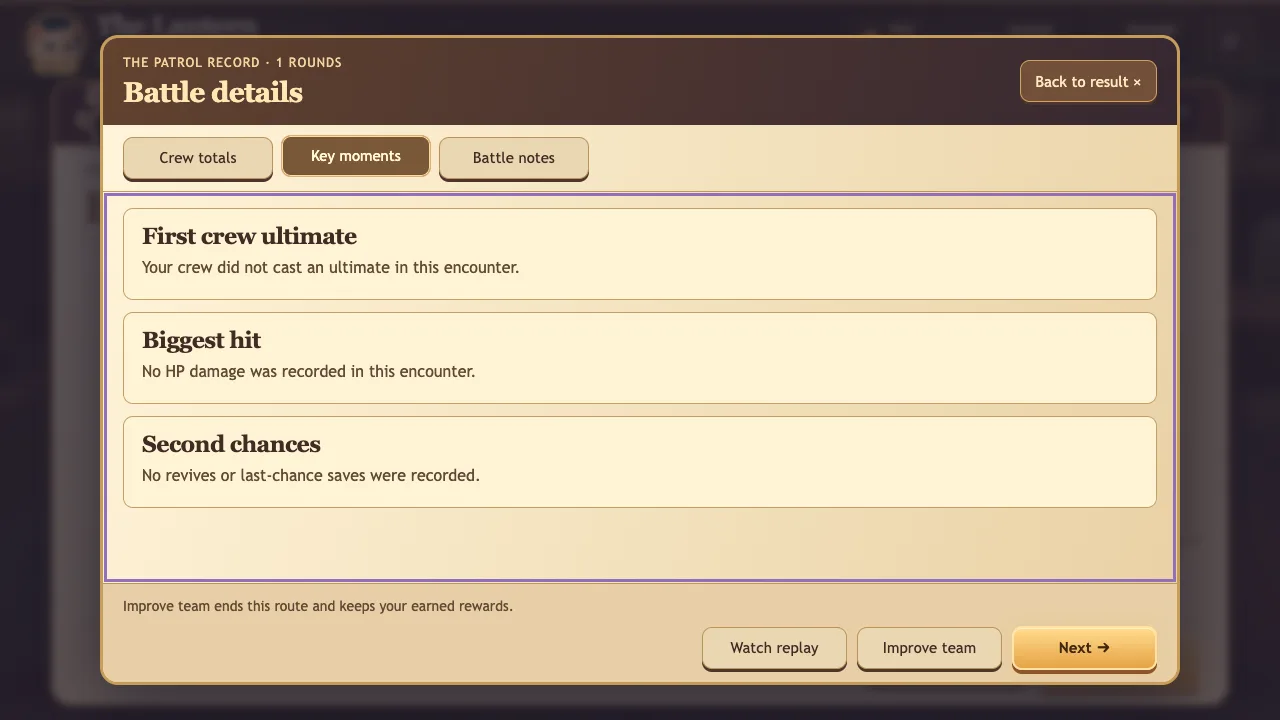 The Lantern
THE PATROL RECORD · 1 ROUNDS
Battle details
Back to result ×
Crew totals
Key moments
Battle notes
First crew ultimate
Your crew did not cast an ultimate in this encounter.
Biggest hit
No HP damage was recorded in this encounter.
Second chances
No revives or last-chance saves were recorded.
Improve team ends this route and keeps your earned rewards.
Watch replay
Improve team
Next →